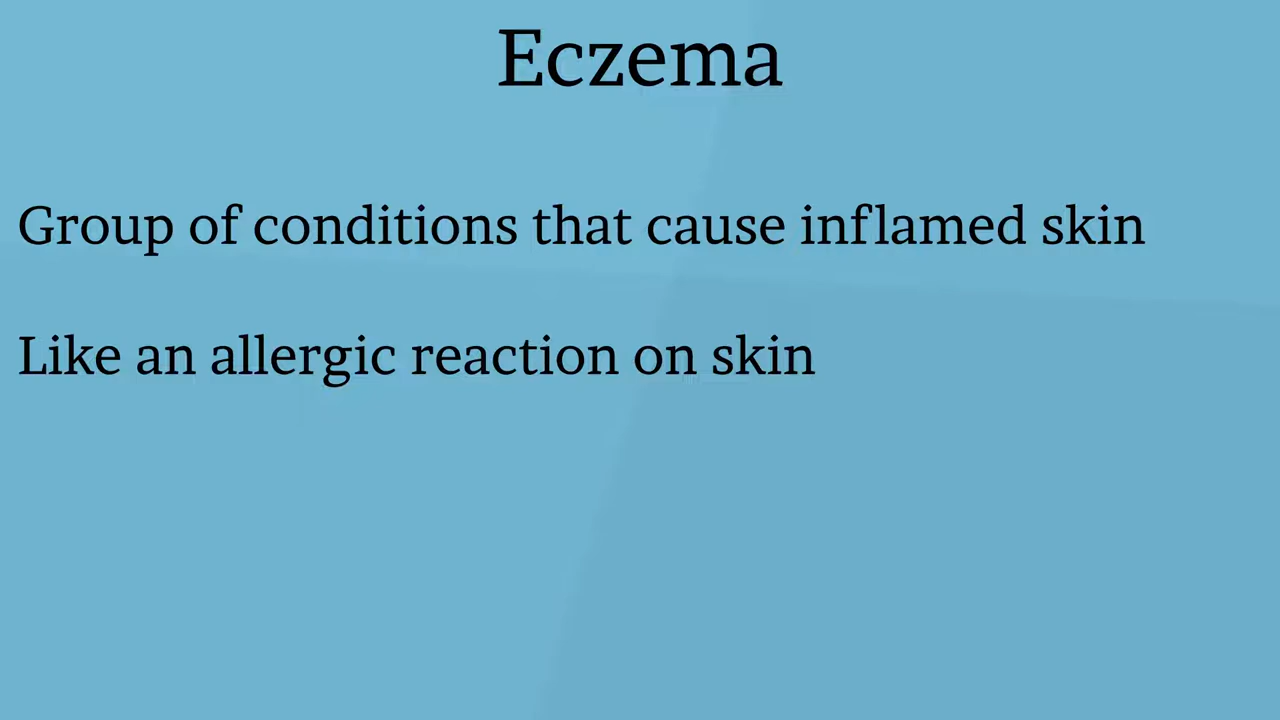 Eczema
Group of conditions that cause inflamed skin
Like an allergic reaction on skin